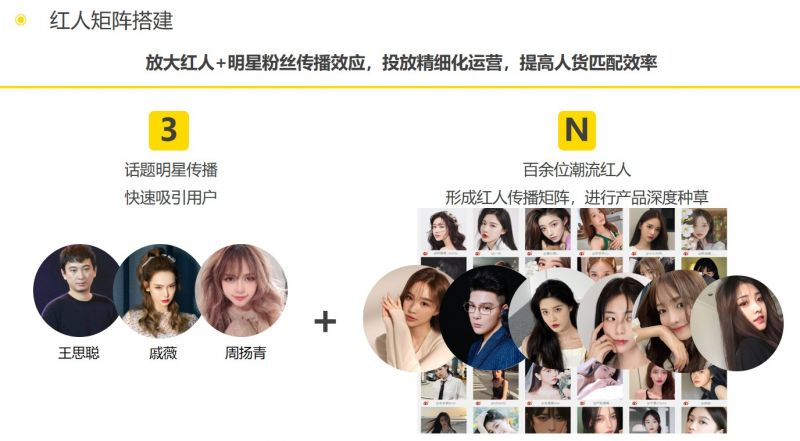 红人矩阵搭建
放大红人+明星粉丝传播效应，投放精细化运营，提高人货匹配效率
3
话题明星传播
快速吸引用户
N
百余位潮流红人
形成红人传播矩阵，进行产品深度种草
+
王思聪
戚薇
周扬青